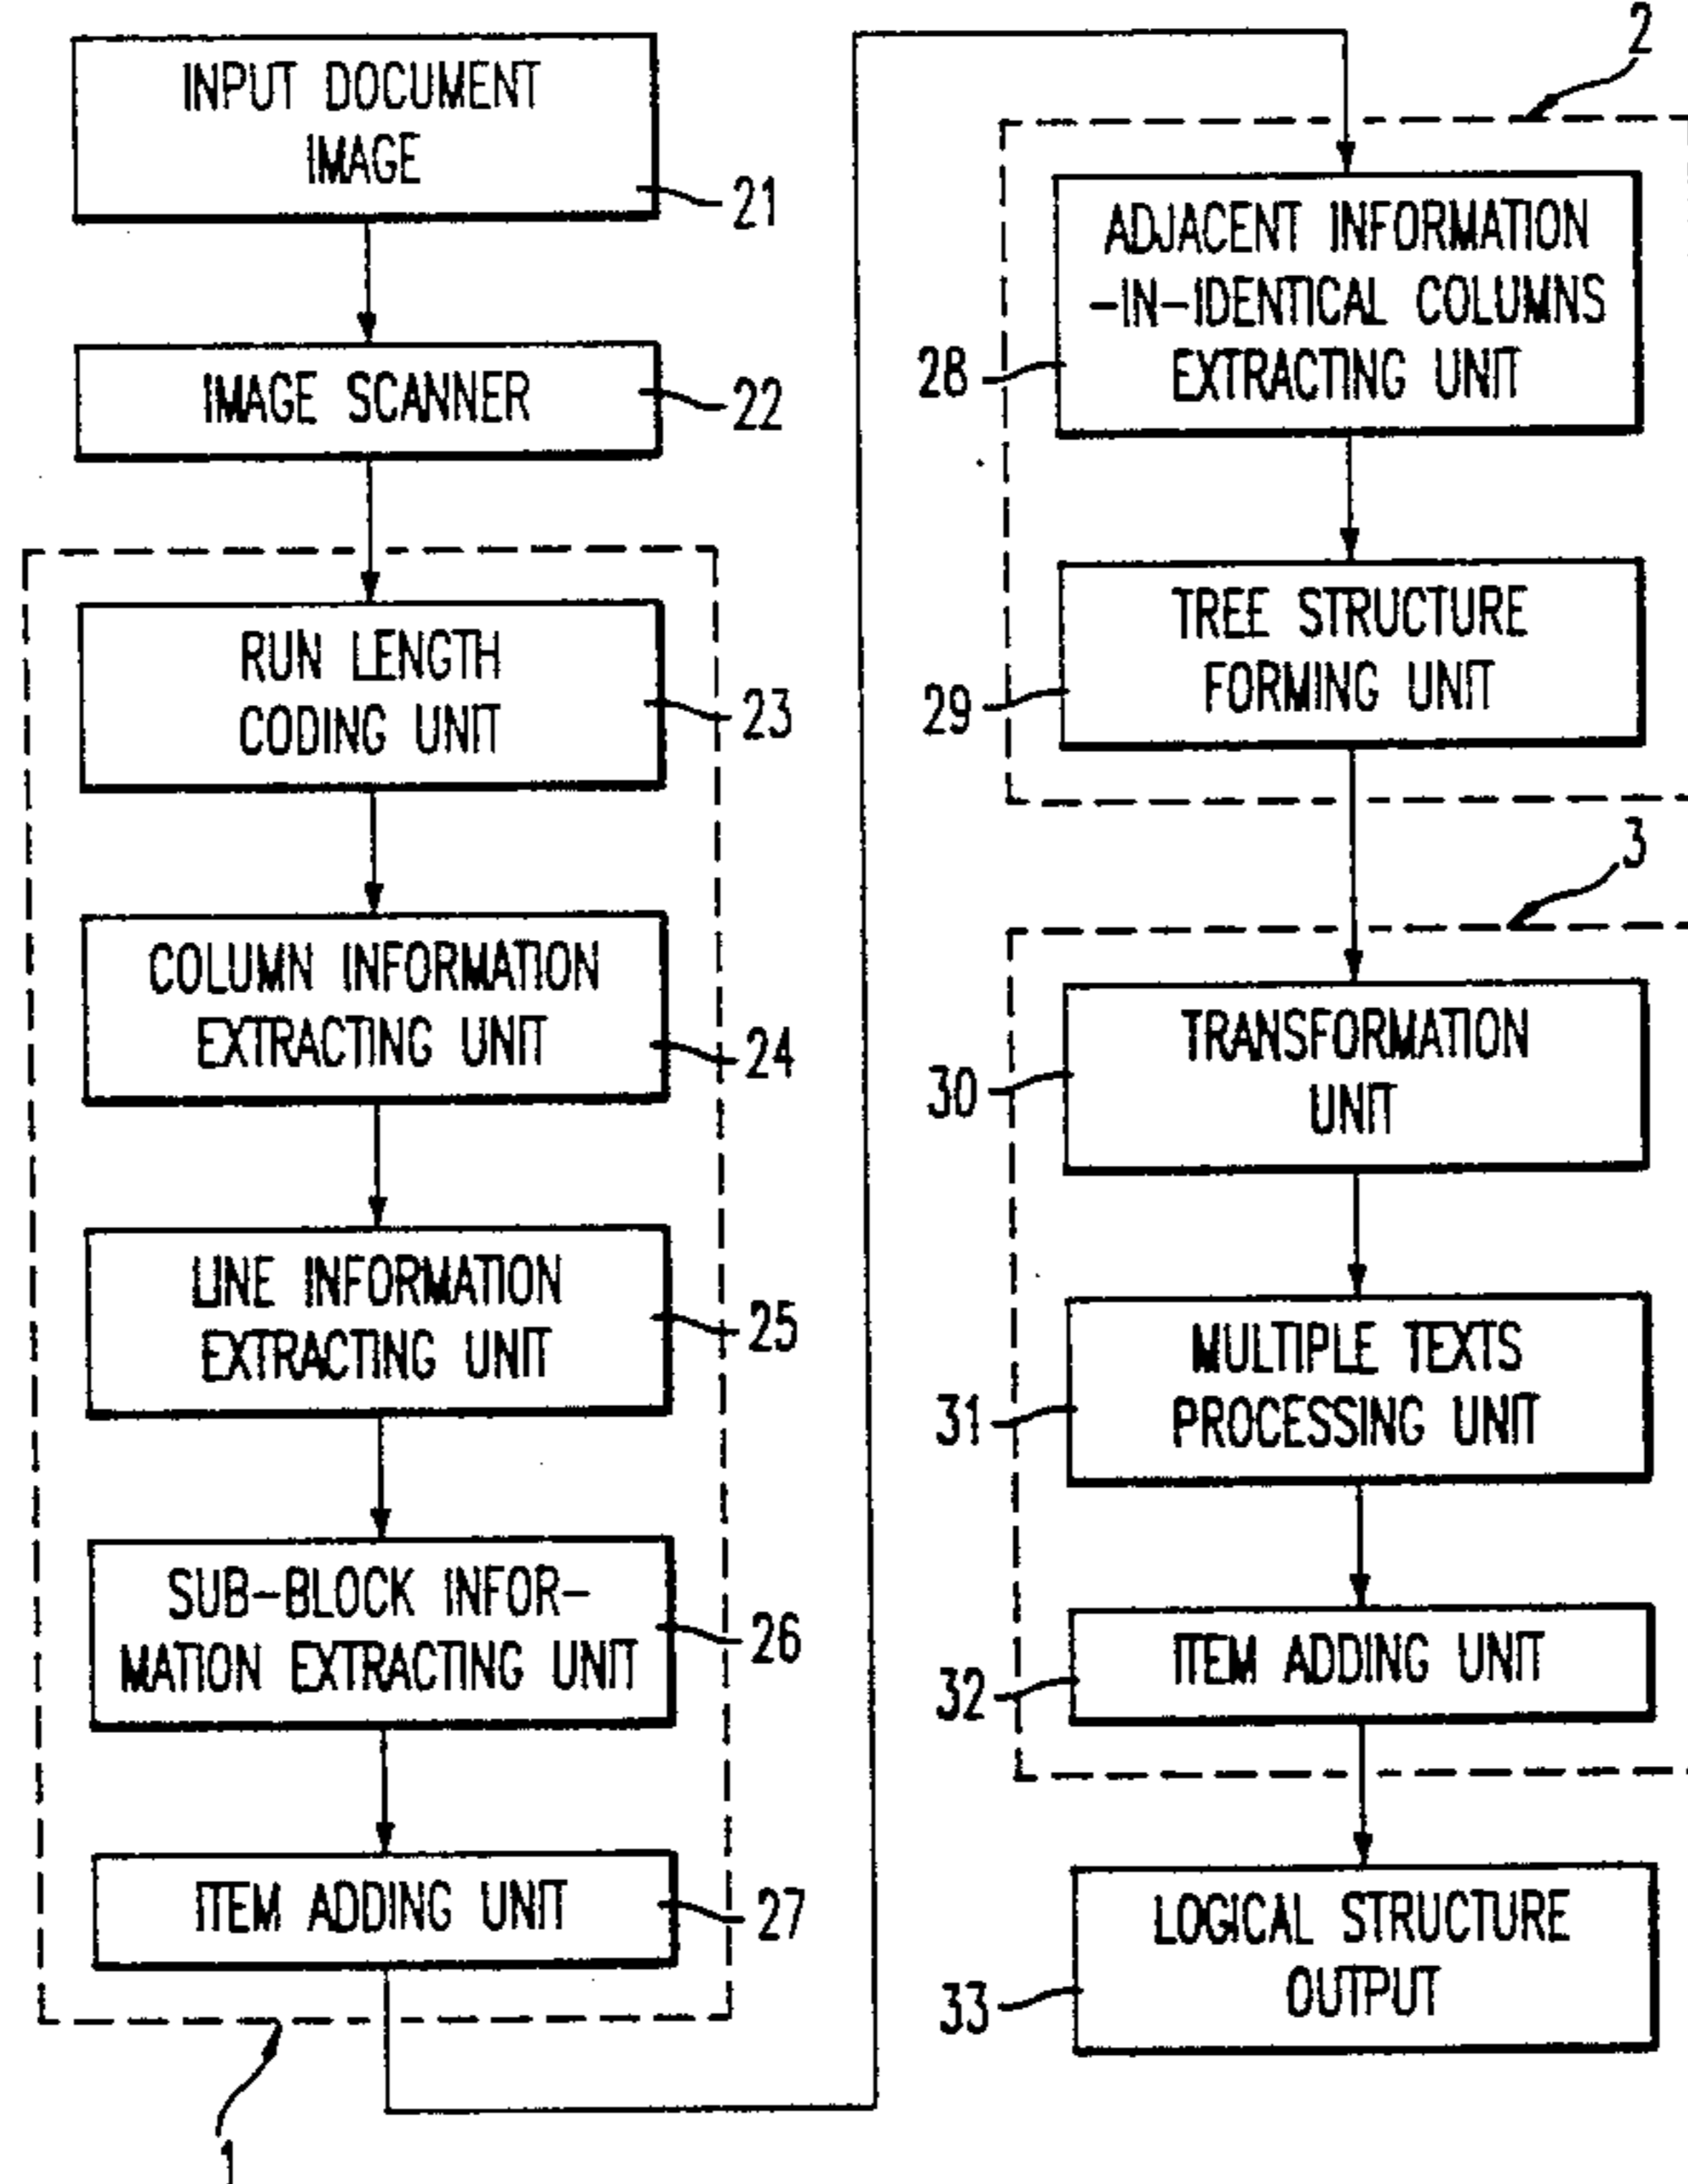 INPUT DOCUMENT
IMAGE
21
IMAGE SCANNER
22
RUN LENGTH
CODING UNIT
23
COLUMN INFORMATION
EXTRACTING UNIT
24
LINE INFORMATION
EXTRACTING UNIT
25
SUB-BLOCK INFOR-
MATION EXTRACTING UNIT
26
ITEM ADDING UNIT
27
1
2
ADJACENT INFORMATION
-IN-IDENTICAL COLUMNS
EXTRACTING UNIT
28
TREE STRUCTURE
FORMING UNIT
29
3
TRANSFORMATION
UNIT
30
MULTIPLE TEXTS
PROCESSING UNIT
31
ITEM ADDING UNIT
32
LOGICAL STRUCTURE
OUTPUT
33